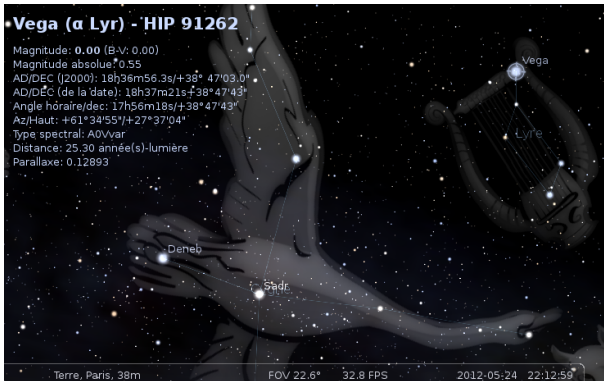 Vega (α Lyr) - HIP 91262
Magnitude: 0.00 (B-V: 0.00)
Magnitude absolue: 0.55
AD/DEC (J2000): 18h36m56.3s/+38° 47'03.0"
AD/DEC (de la date): 18h37m21s+38°47'43"
Angle horaire/dec: 17h56m18s/+38°47'43"
Az/Haut: +61°34'55"/+27°37'04"
Type spectral: A0Vvar
Distance: 25.30 année(s)-lumière
Parallaxe: 0.12893
Vega
Lyre
Deneb
Sadr
Terre, Paris, 38m FOV 22.6° 32.8 FPS 2012-05-24 22:12:59